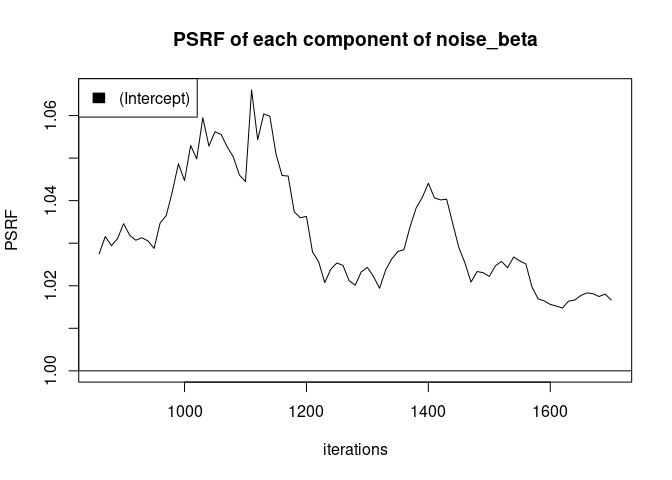 PSRF of each component of noise_beta
(Intercept)
PSRF
1.06
1.04
1.02
1.00
1000 1200 1400 1600
iterations